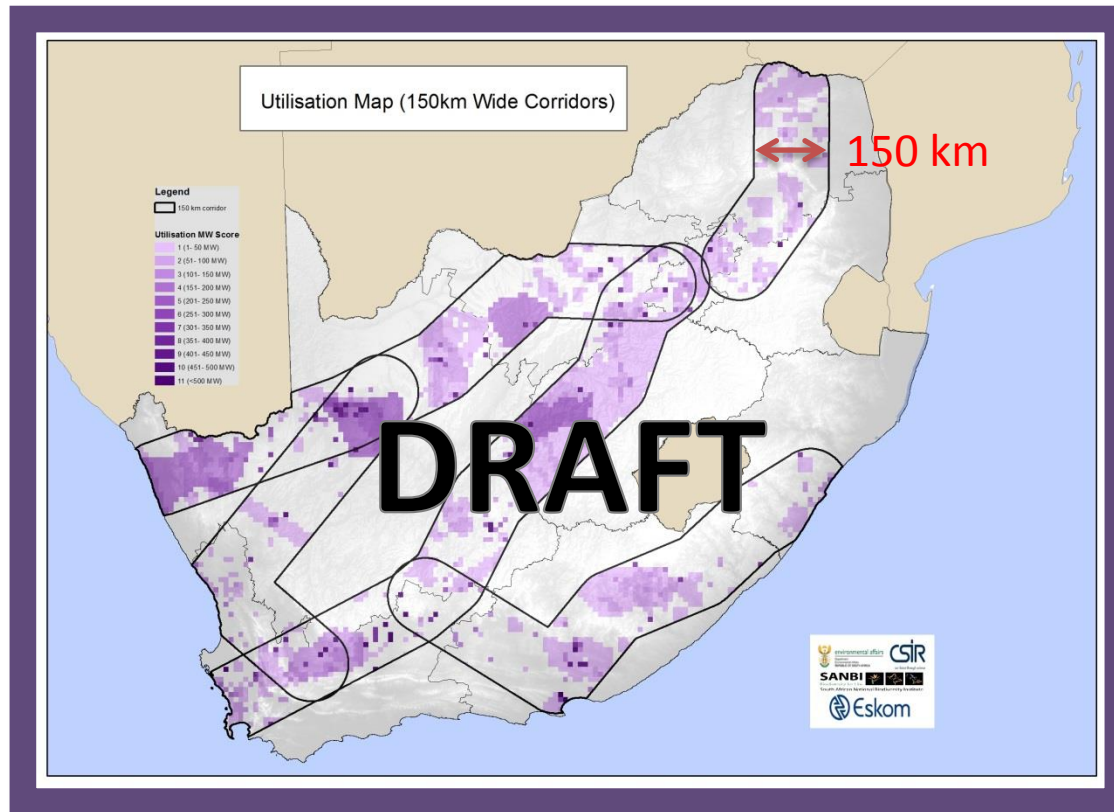 Utilisation Map (150km Wide Corridors)
150 km
Legend
150 km corridor
Utilisation MW Score
1 (1- 50 MW)
2 (51- 100 MW)
3 (101- 150 MW)
4 (151- 200 MW)
5 (201- 250 MW)
6 (251- 300 MW)
7 (301- 350 MW)
8 (351- 400 MW)
9 (401- 450 MW)
10 (451- 500 MW)
11 (<500 MW)
DRAFT
environmental affairs
CSIR
SANBI
South African National Biodiversity Institute
Eskom